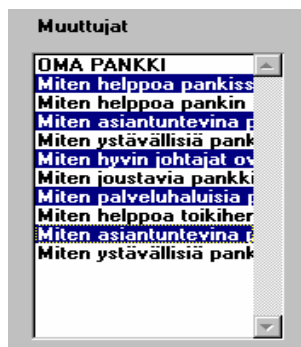 Muuttujat
OMA PANKKI
Miten helppoa pankiss
Miten helppoa pankin
Miten asiantuntevina p
Miten ystävällisiä pank
Miten hyvin johtajat ov
Miten joustavia pankki
Miten palveluhaluisia p
Miten helppoa toikiher
Miten asiantuntevina p
Miten ystävällisiä pank